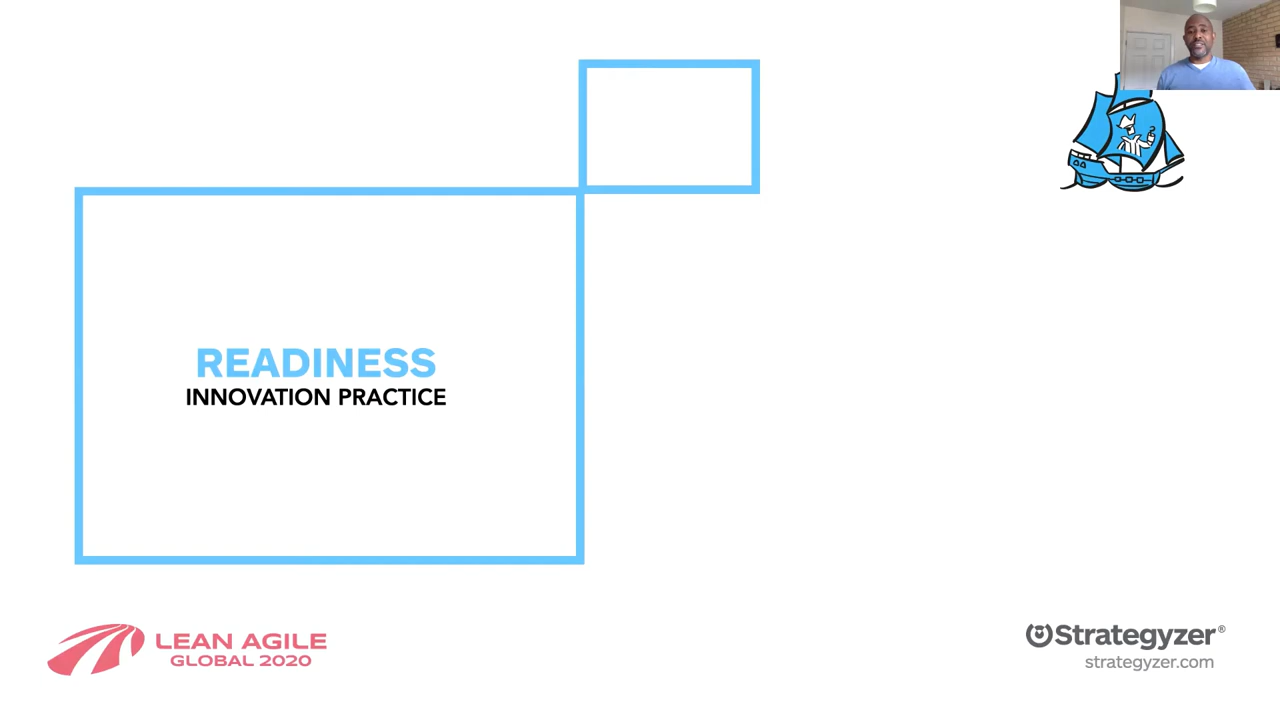 READINESS
INNOVATION PRACTICE
LEAN AGILE
GLOBAL 2020
Strategyzer®
strategyzer.com